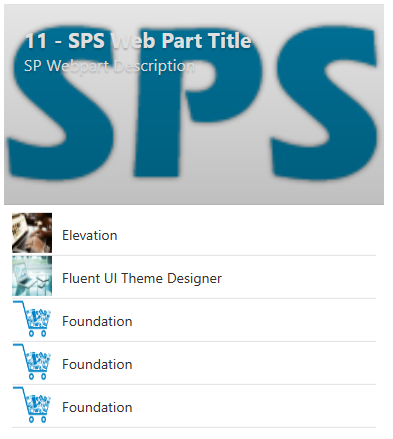 11 - SPS Web Part Title
SP Webpart Description
SPS
Elevation
Fluent UI Theme Designer
Foundation
Foundation
Foundation